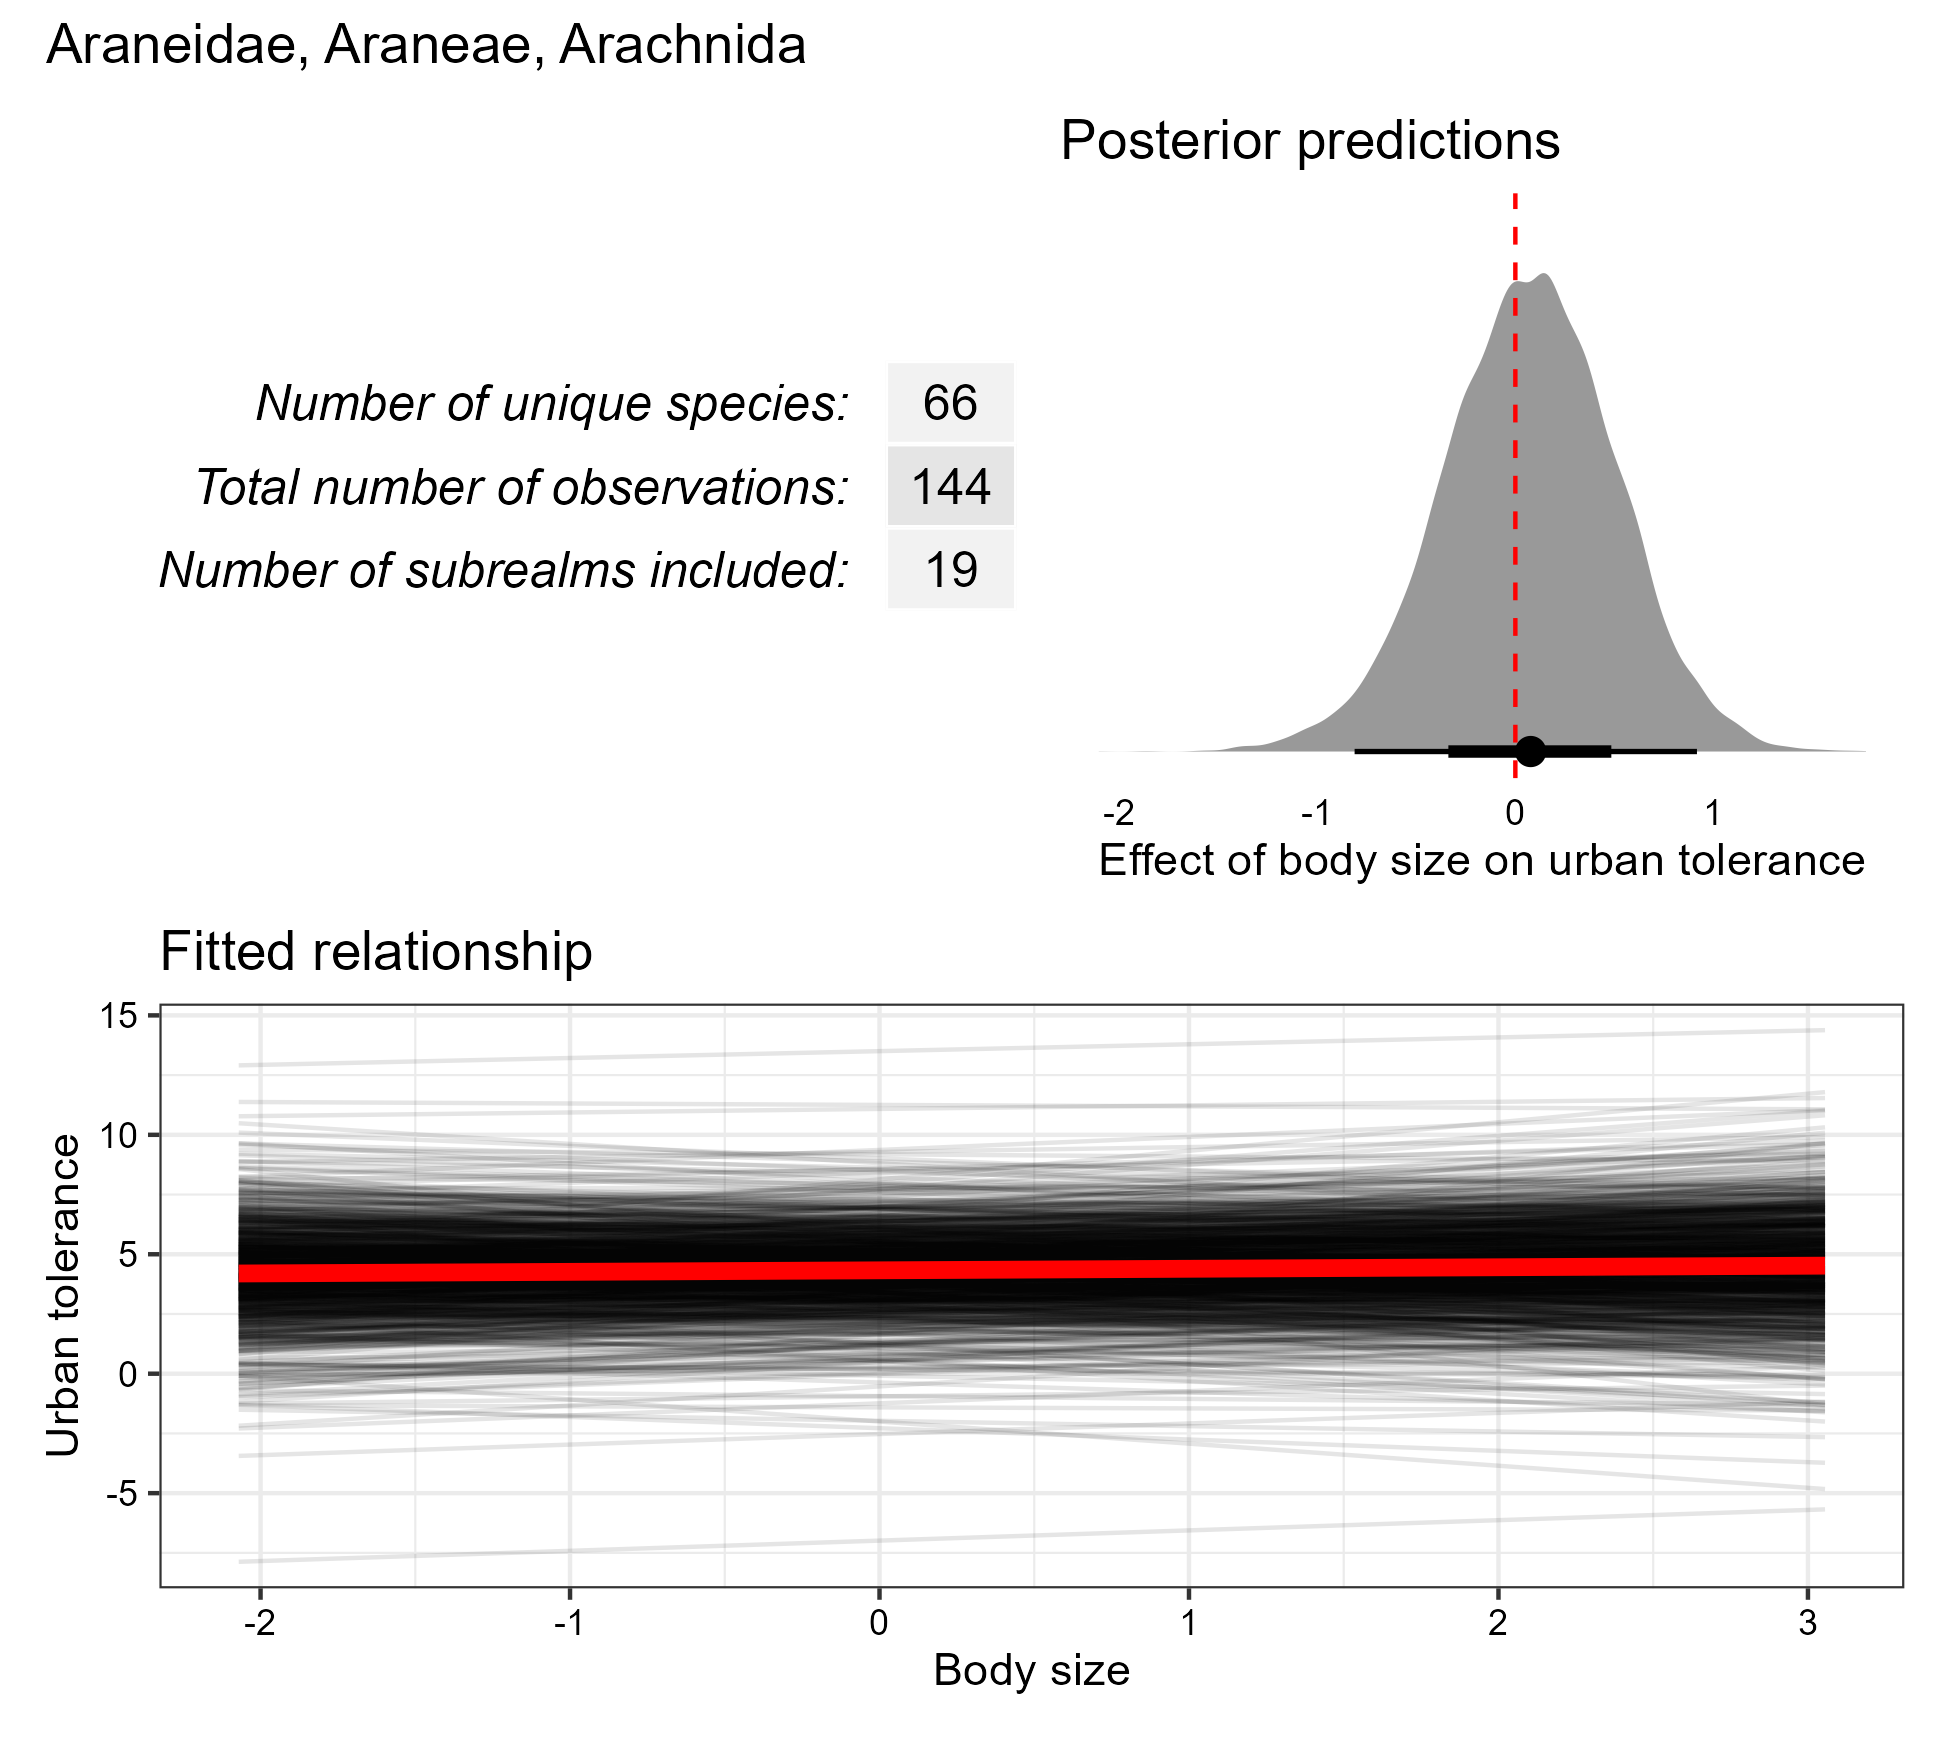 Araneidae, Araneae, Arachnida
Posterior predictions
Number of unique species: 66
Total number of observations: 144
Number of subrealms included: 19
-2 -1 0 1
Effect of body size on urban tolerance
Fitted relationship
15
10
5
0
-5
Urban tolerance
-2 -1 0 1 2 3
Body size